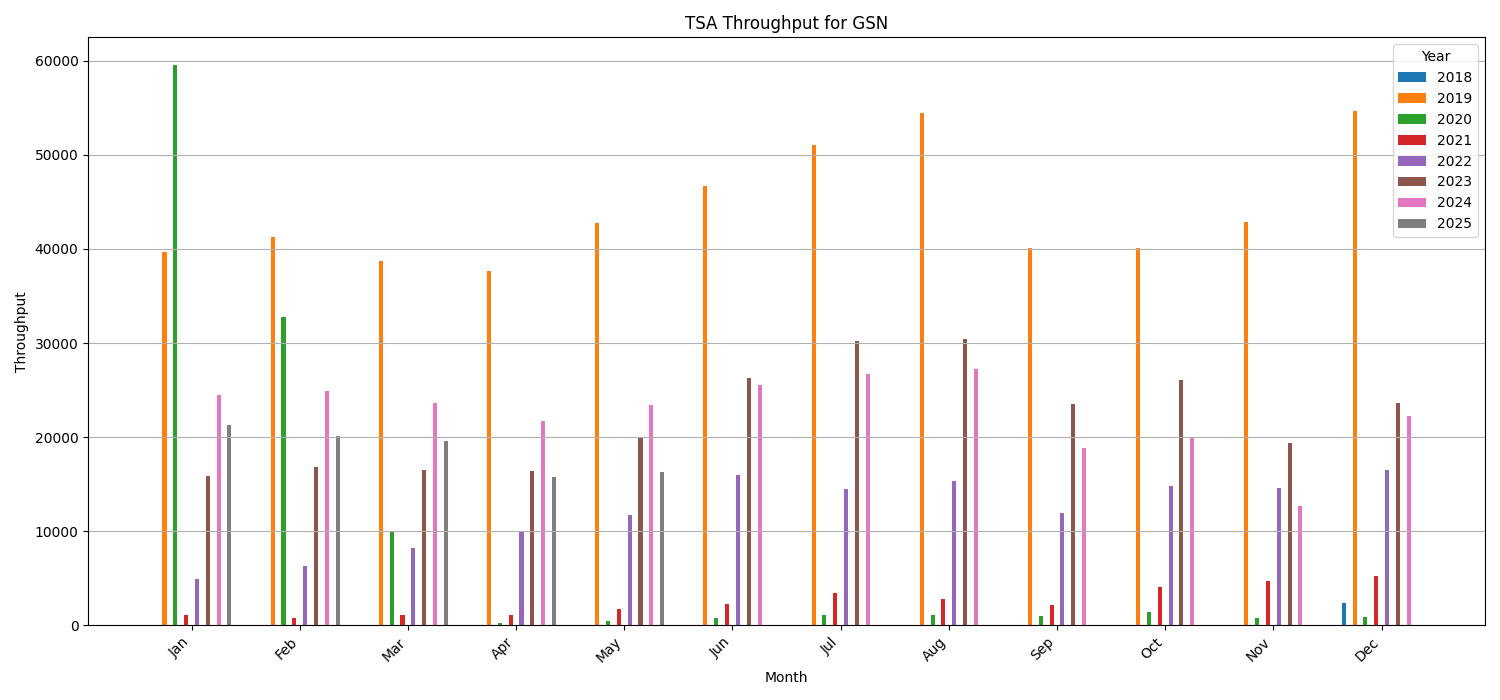 TSA Throughput for GSN
Year
2018
2019
2020
2021
2022
2023
2024
2025
60000
50000
40000
30000
20000
10000
0
Throughput
Jan
Feb
Mar
Apr
May
Jun
Jul
Aug
Sep
Oct
Nov
Dec
Month